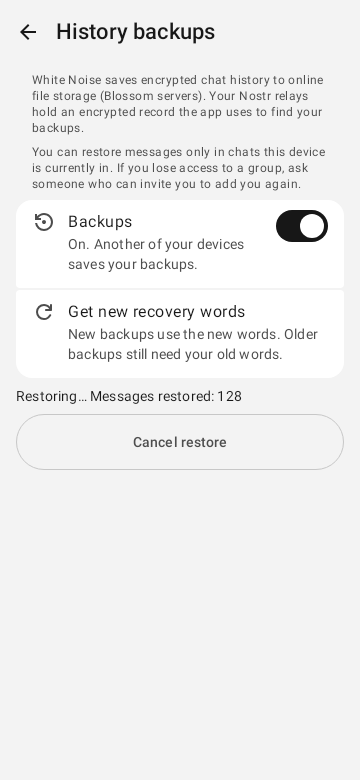 History backups
White Noise saves encrypted chat history to online
file storage (Blossom servers). Your Nostr relays
hold an encrypted record the app uses to find your
backups.
You can restore messages only in chats this device
is currently in. If you lose access to a group, ask
someone who can invite you to add you again.
Backups
On. Another of your devices
saves your backups.
Get new recovery words
New backups use the new words. Older
backups still need your old words.
Restoring… Messages restored: 128
Cancel restore